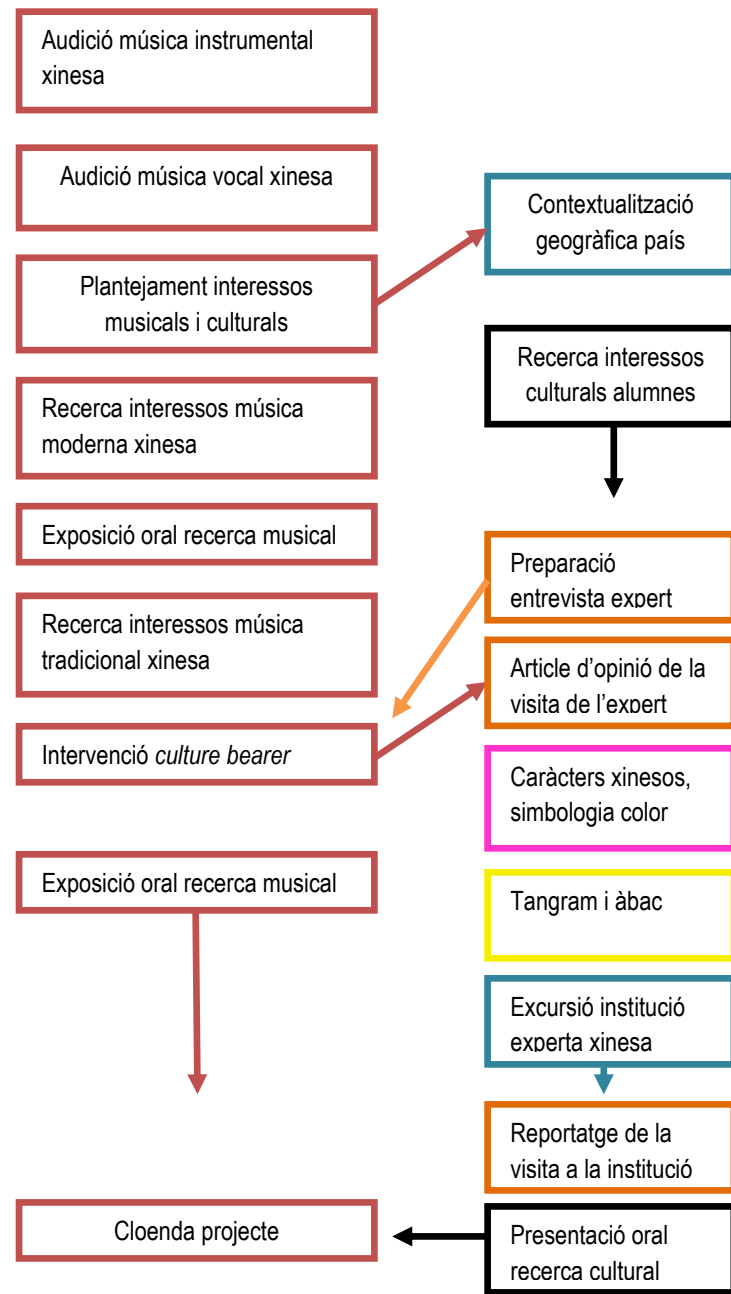 Audició música instrumental
xinesa
Audició música vocal xinesa
Plantejament interessos
musicals i culturals
Recerca interessos música
moderna xinesa
Exposició oral recerca musical
Recerca interessos música
tradicional xinesa
Intervenció culture bearer
Exposició oral recerca musical
Cloenda projecte
Contextualització
geogràfica país
Recerca interessos
culturals alumnes
Preparació
entrevista expert
Article d’opinió de la
visita de l’expert
Caràcters xinesos,
simbologia color
Tangram i àbac
Excursió institució
experta xinesa
Reportatge de la
visita a la institució
Presentació oral
recerca cultural